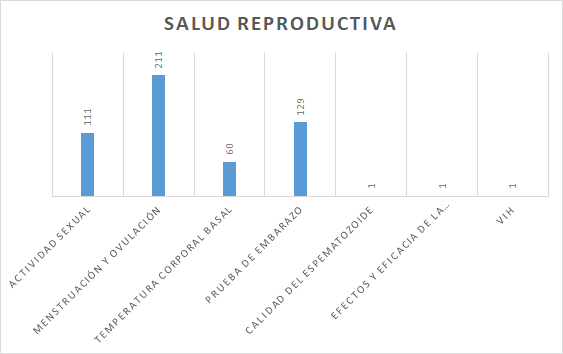 SALUD REPRODUCTIVA
111
211
60
129
1
1
1
ACTIVIDAD SEXUAL
MENSTRUACIÓN Y OVULACIÓN
TEMPERATURA CORPORAL BASAL
PRUEBA DE EMBARAZO
CALIDAD DEL ESPEMATOZOIDE
EFECTOS Y EFICACIA DE LA…
VIH